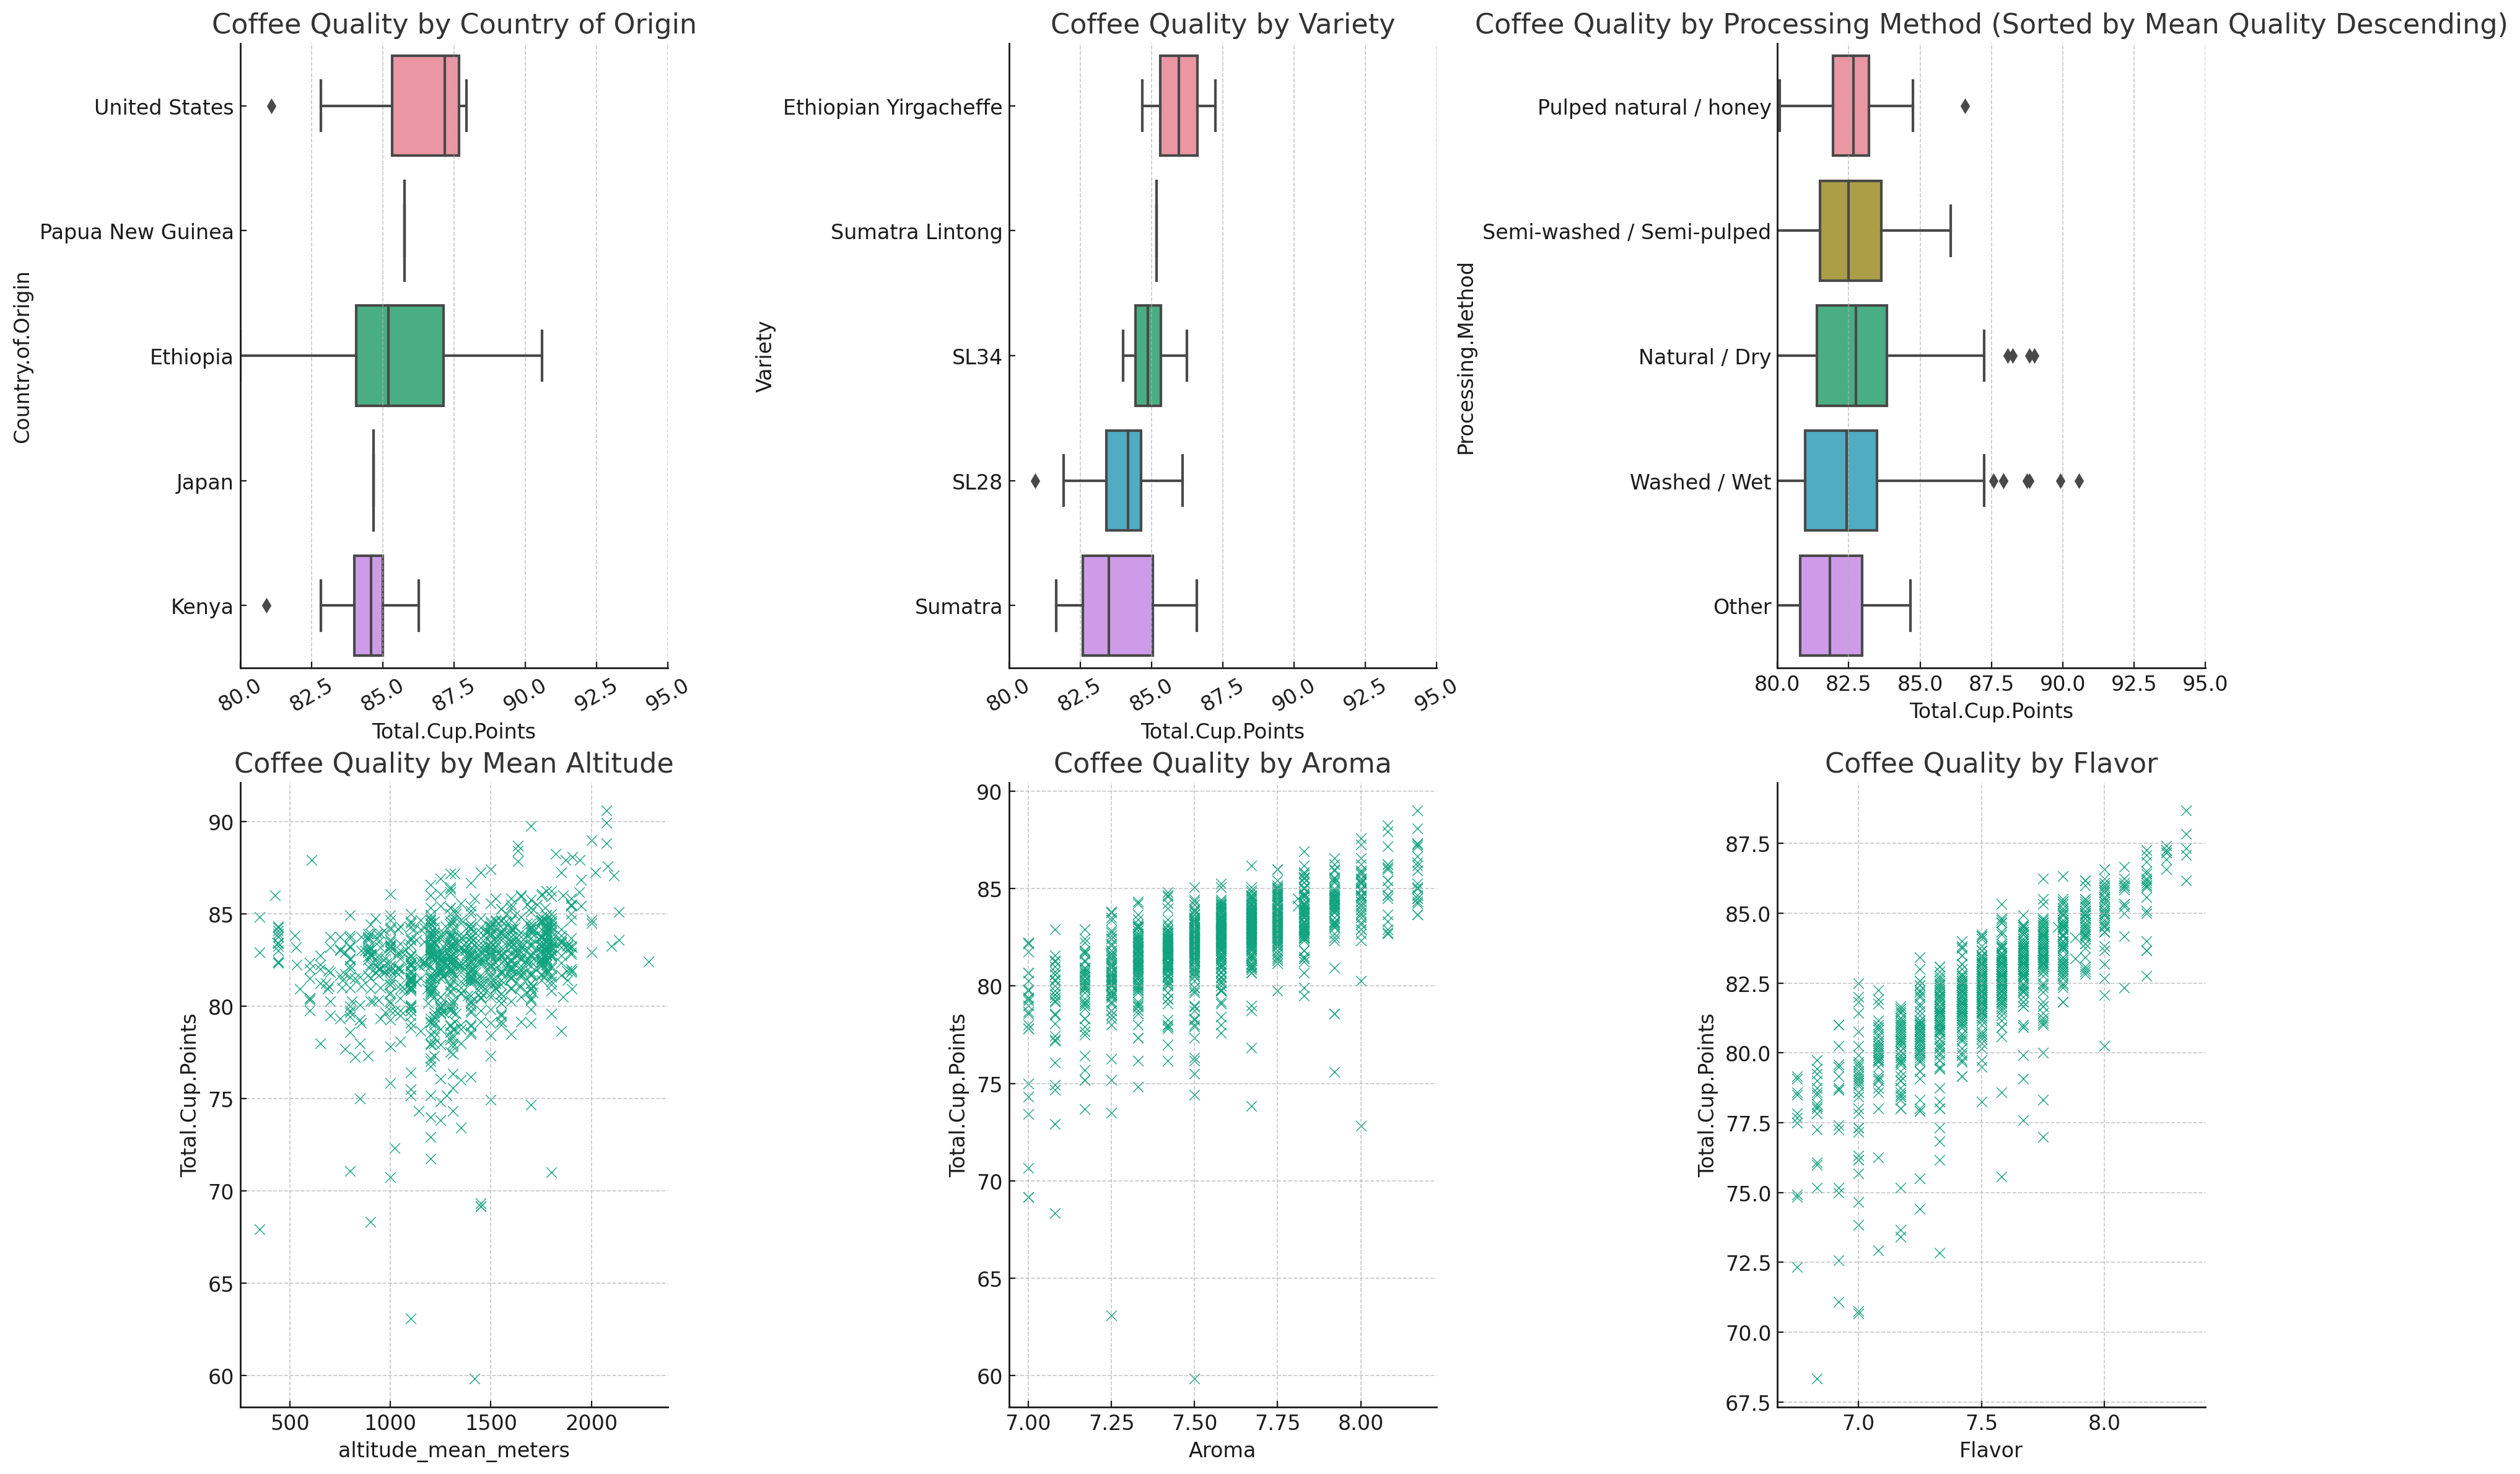 Coffee Quality by Country of Origin
Country.of.Origin
United States
Papua New Guinea
Ethiopia
Japan
Kenya
80.0 82.5 85.0 87.5 90.0 92.5 95.0
Total.Cup.Points
Coffee Quality by Variety
Variety
Ethiopian Yirgacheffe
Sumatra Lintong
SL34
SL28
Sumatra
80.0 82.5 85.0 87.5 90.0 92.5 95.0
Total.Cup.Points
Coffee Quality by Processing Method (Sorted by Mean Quality Descending)
Processing.Method
Pulped natural / honey
Semi-washed / Semi-pulped
Natural / Dry
Washed / Wet
Other
80.0 82.5 85.0 87.5 90.0 92.5 95.0
Total.Cup.Points
Coffee Quality by Mean Altitude
Total.Cup.Points
90
85
80
75
70
65
60
500 1000 1500 2000
altitude_mean_meters
Coffee Quality by Aroma
Total.Cup.Points
90
85
80
75
70
65
60
7.00 7.25 7.50 7.75 8.00
Aroma
Coffee Quality by Flavor
Total.Cup.Points
87.5
85.0
82.5
80.0
77.5
75.0
72.5
70.0
67.5
7.0 7.5 8.0
Flavor